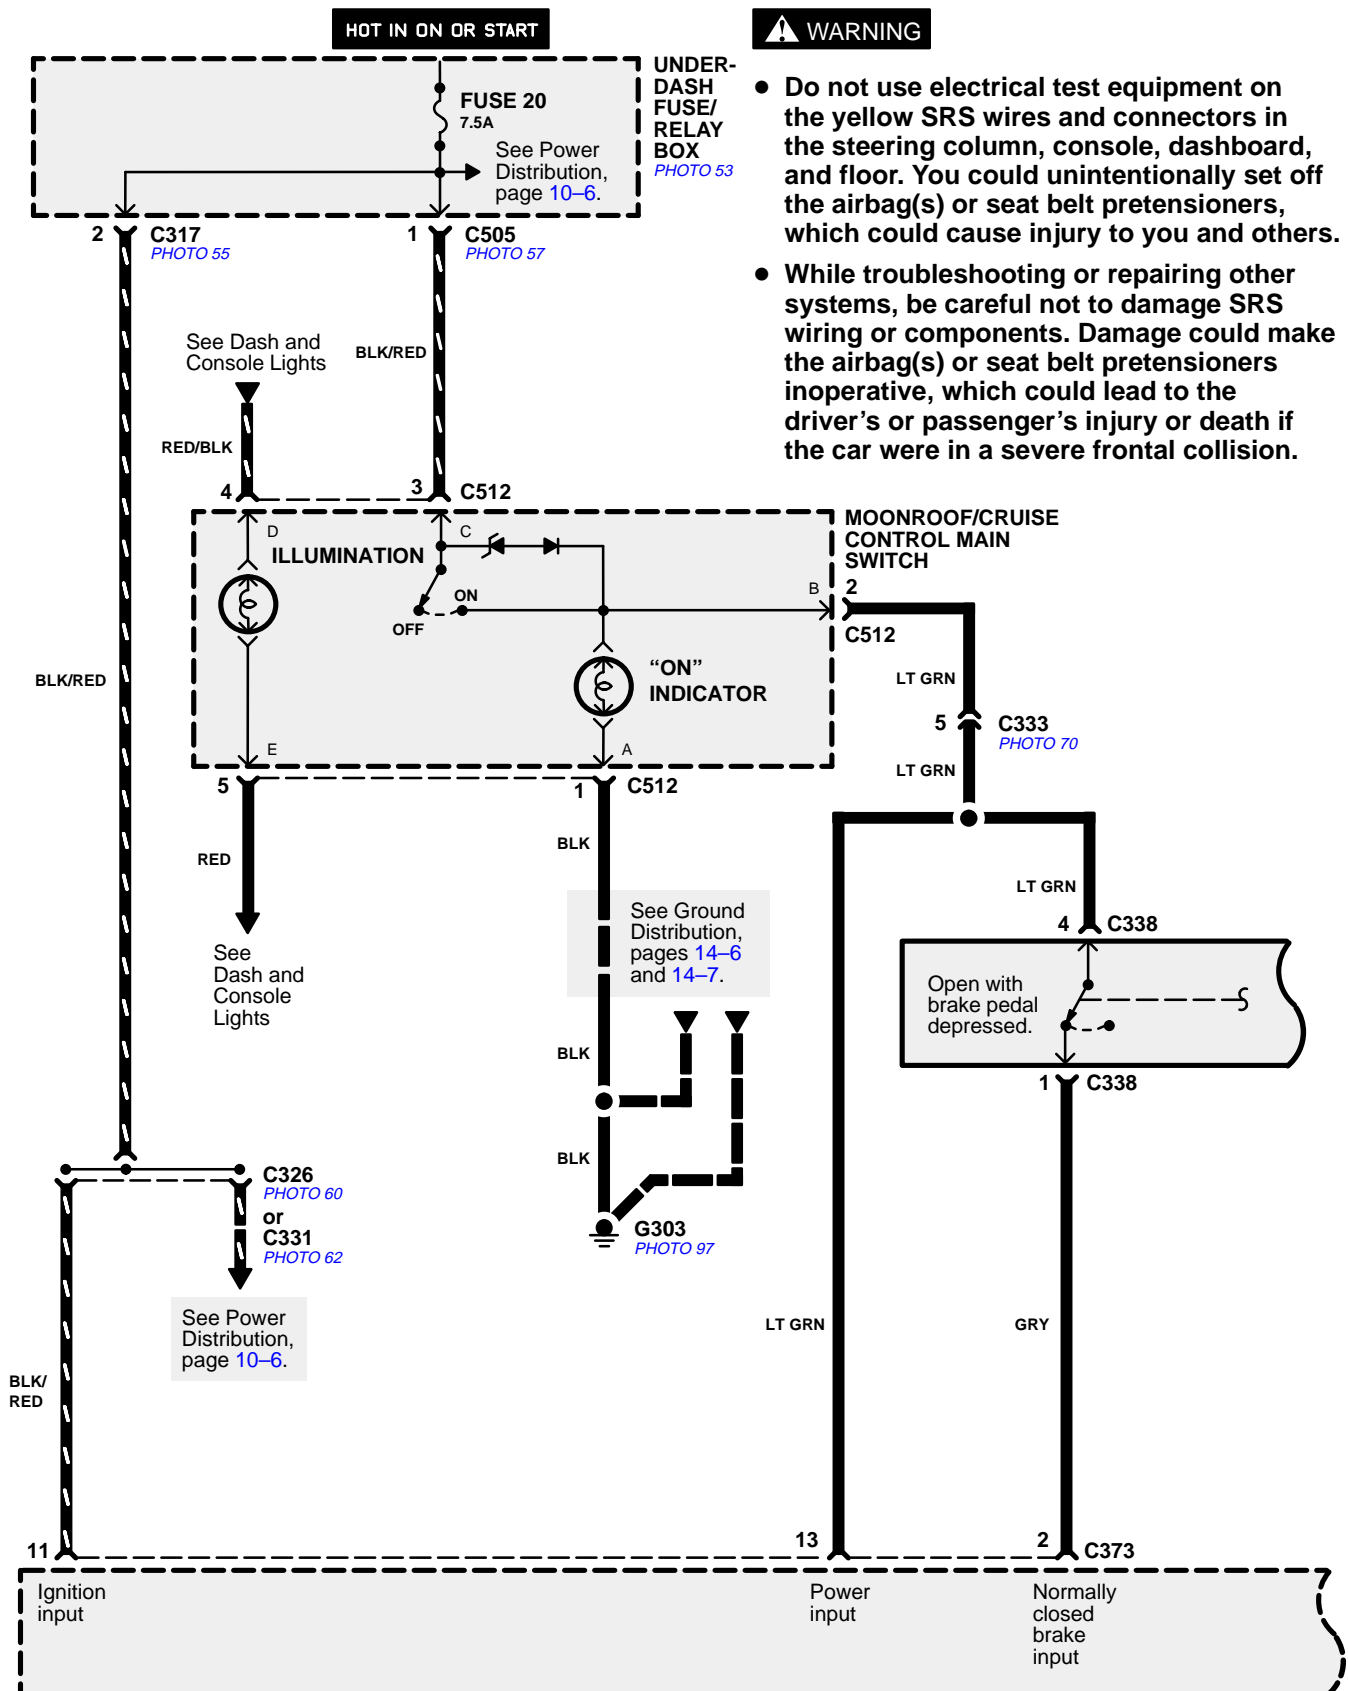 HOT IN ON OR START
WARNING
UNDER-
DASH
FUSE/
RELAY
BOX
PHOTO 53
FUSE 20
7.5A
See Power
Distribution,
page 10–6.
• Do not use electrical test equipment on
the yellow SRS wires and connectors in
the steering column, console, dashboard,
and floor. You could unintentionally set off
the airbag(s) or seat belt pretensioners,
which could cause injury to you and others.
• While troubleshooting or repairing other
systems, be careful not to damage SRS
wiring or components. Damage could make
the airbag(s) or seat belt pretensioners
inoperative, which could lead to the
driver’s or passenger’s injury or death if
the car were in a severe frontal collision.
2 C317
PHOTO 55
1 C505
PHOTO 57
See Dash and
Console Lights
BLK/RED
RED/BLK
4 3 C512
D C
ILLUMINATION
ON
OFF
MOONROOF/CRUISE
CONTROL MAIN
SWITCH
B 2
C512
“ON”
INDICATOR
BLK/RED
LT GRN
5 C333
PHOTO 70
LT GRN
E A
5 1 C512
BLK
RED
LT GRN
4 C338
See Ground
Distribution,
pages 14–6
and 14–7.
See
Dash and
Console
Lights
Open with
brake pedal
depressed.
BLK
1 C338
BLK
C326
PHOTO 60
or
C331
PHOTO 62
G303
PHOTO 97
See Power
Distribution,
page 10–6.
LT GRN
GRY
BLK/
RED
11 13 2 C373
Ignition
input
Power
input
Normally
closed
brake
input